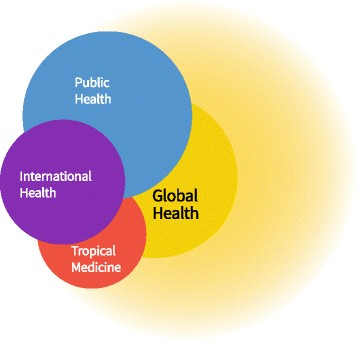 Public
Health
International
Health
Global
Health
Tropical
Medicine